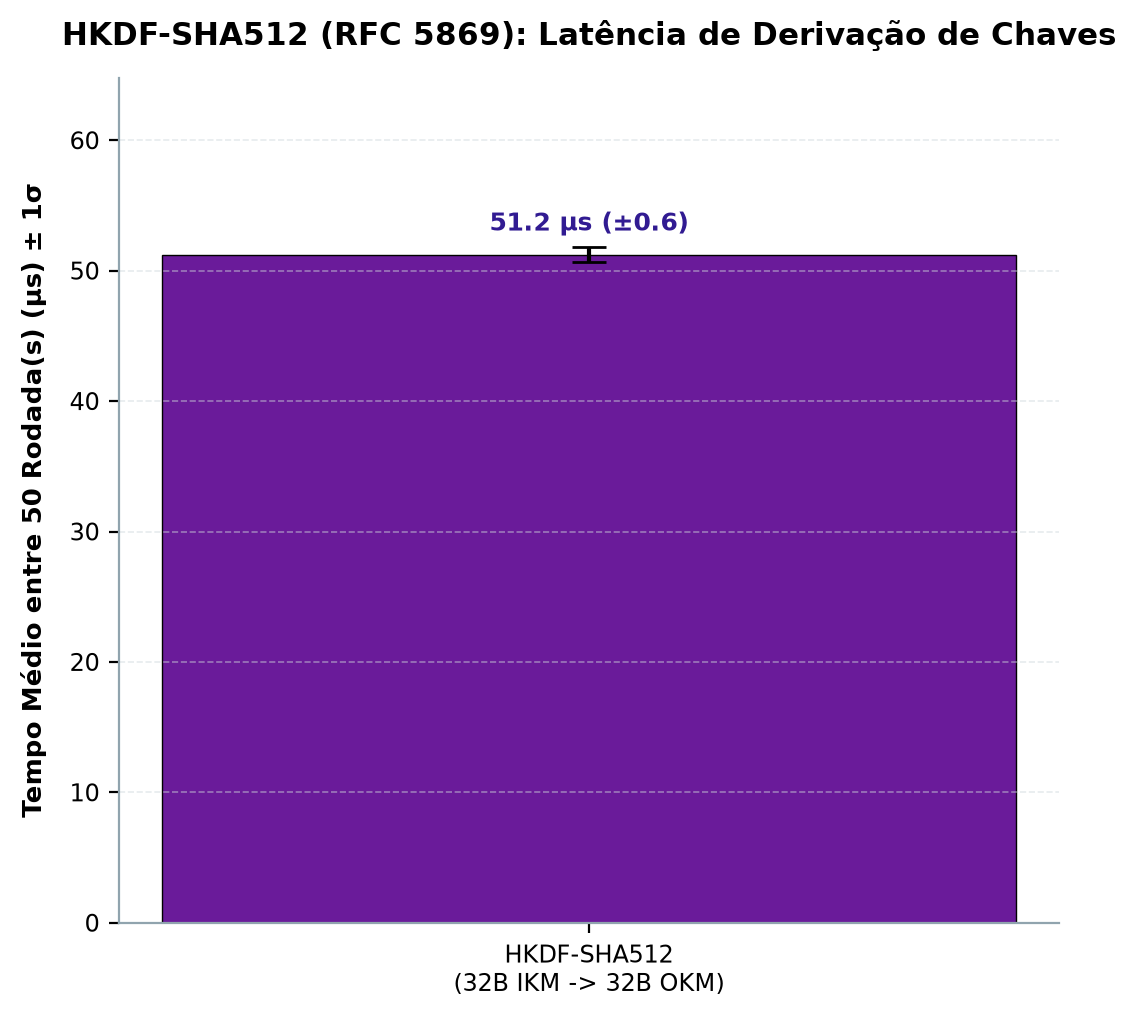 HKDF-SHA512 (RFC 5869): Latência de Derivação de Chaves
Tempo Médio entre 50 Rodada(s) (µs) ± 1σ
60
50
40
30
20
10
0
51.2 µs (±0.6)
HKDF-SHA512
(32B IKM -> 32B OKM)